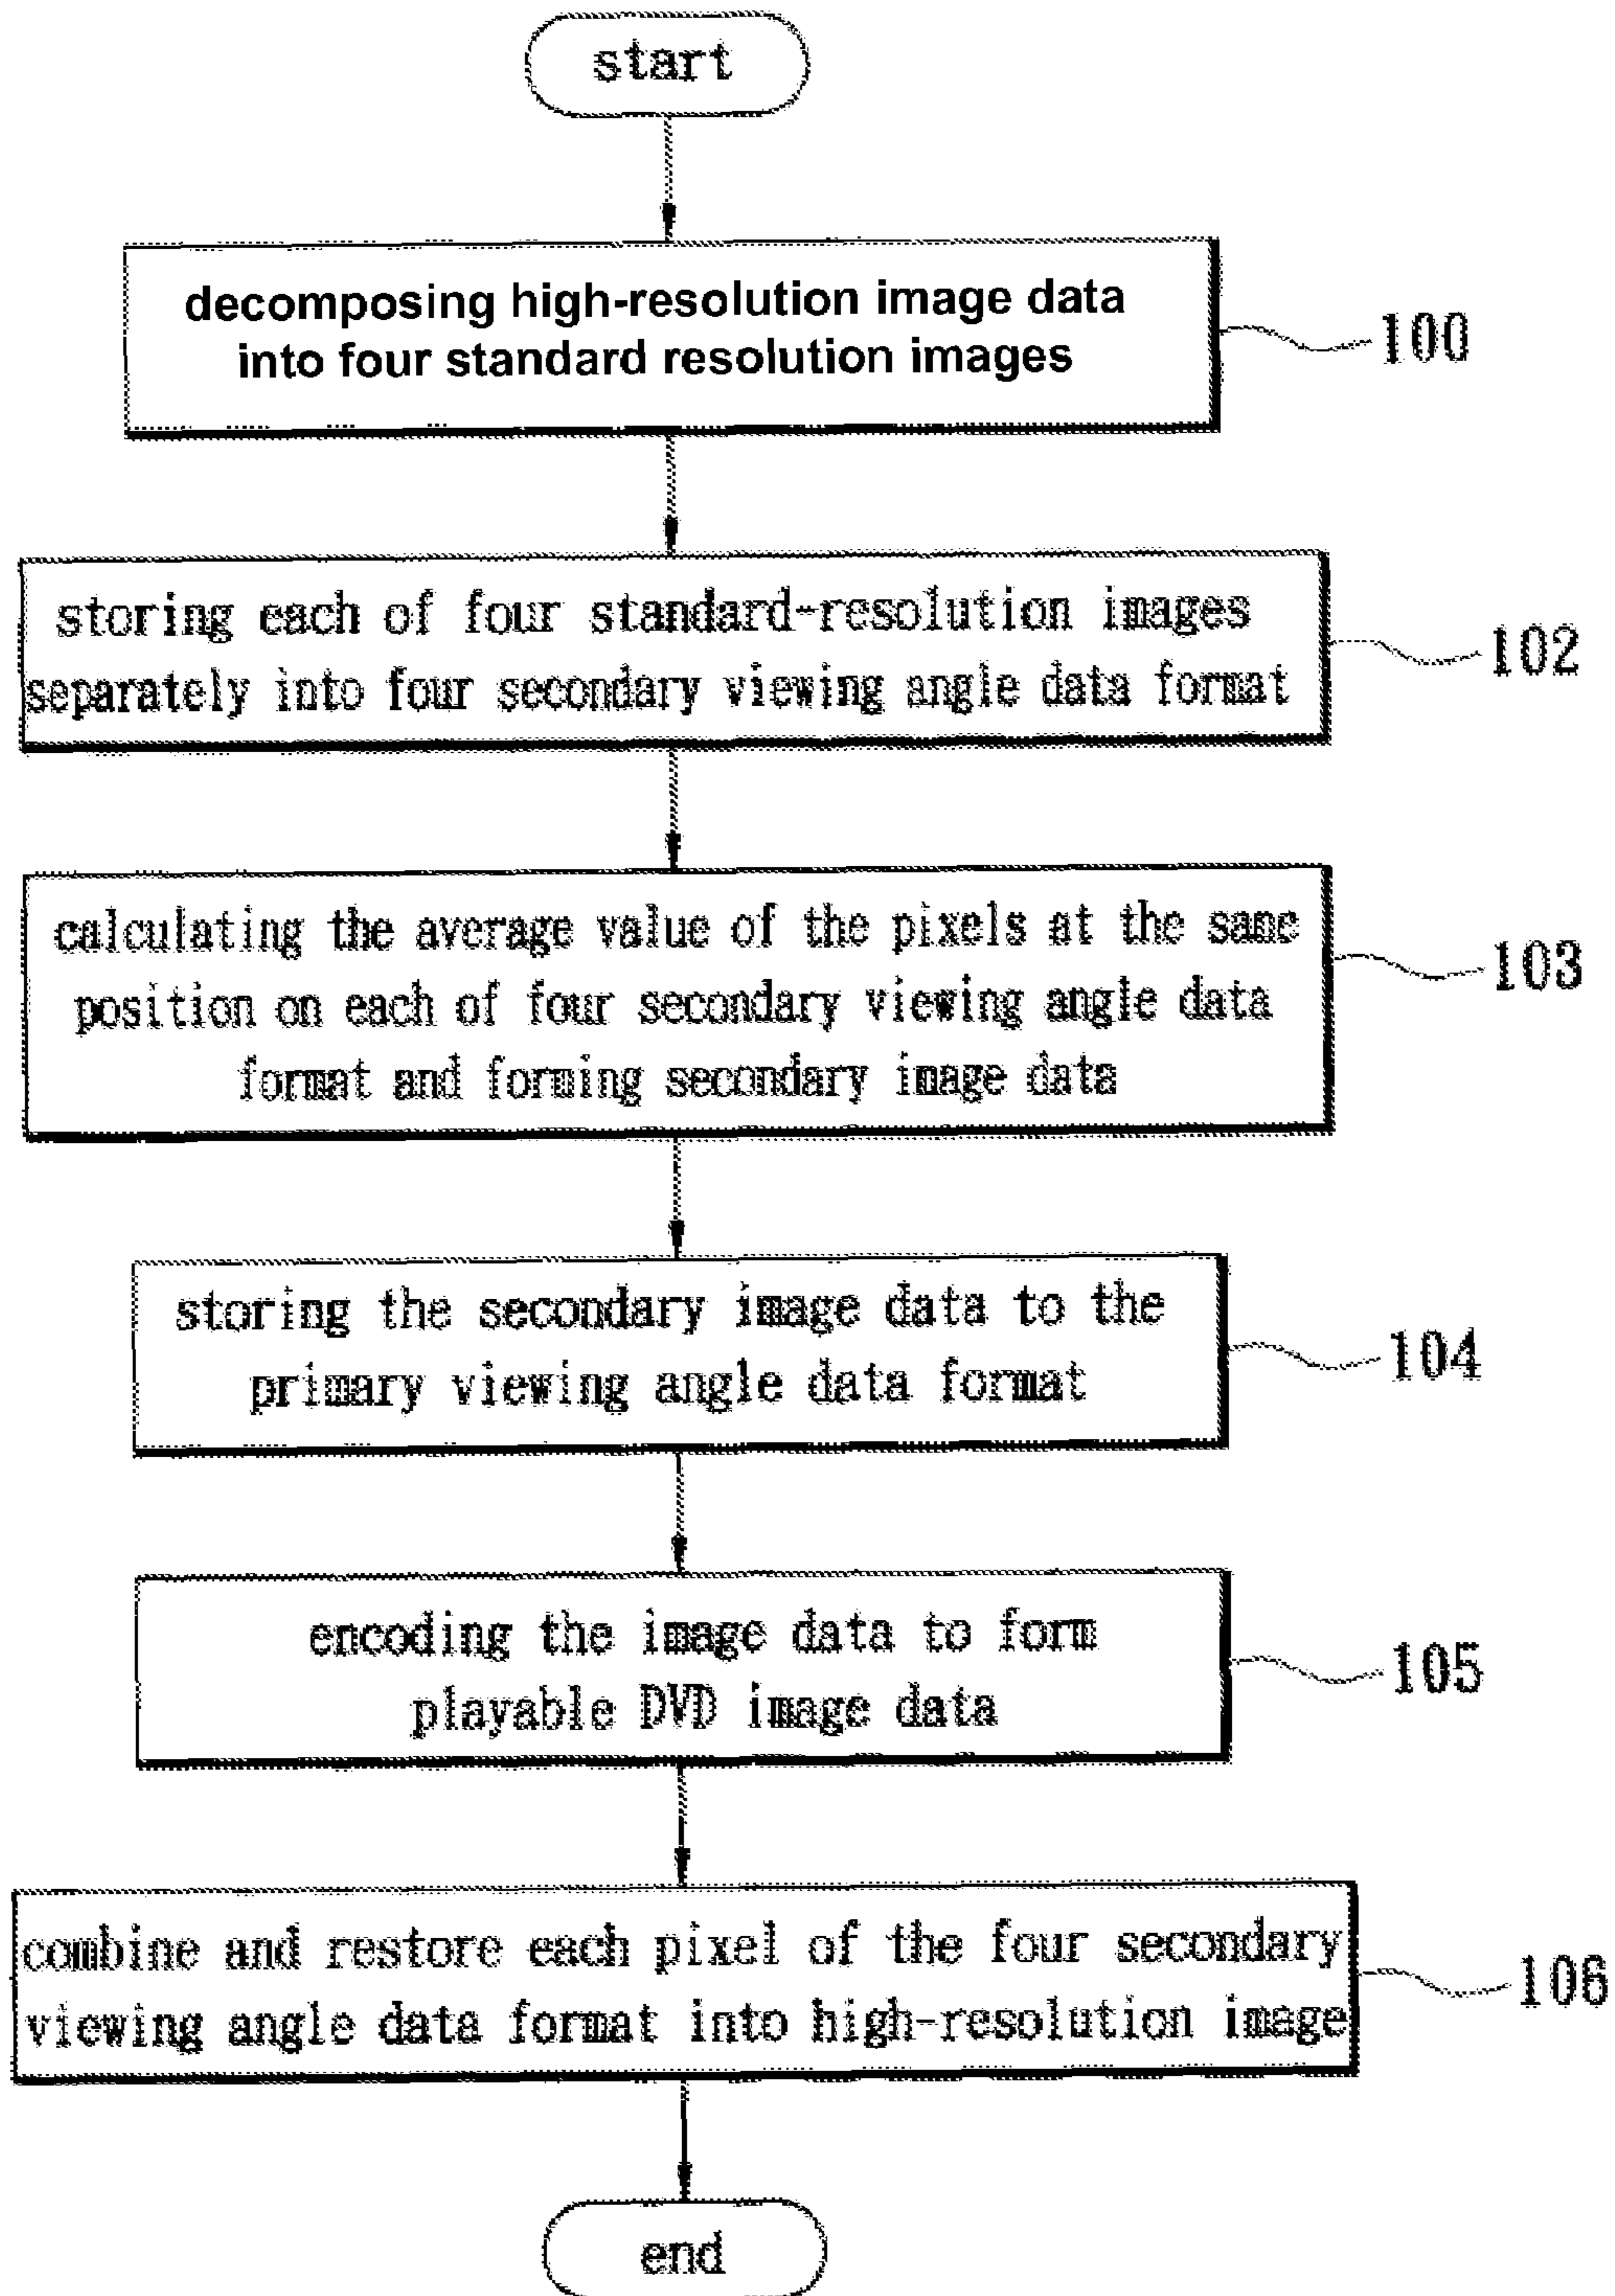 start
decomposing high-resolution image data
into four standard resolution images
100
storing each of four standard-resolution images
separately into four secondary viewing angle data format
102
calculating the average value of the pixels at the same
position on each of four secondary viewing angle data
format and forming secondary image data
103
storing the secondary image data to the
primary viewing angle data format
104
encoding the image data to form
playable DVD image data
105
combine and restore each pixel of the four secondary
viewing angle data format into high-resolution image
106
end